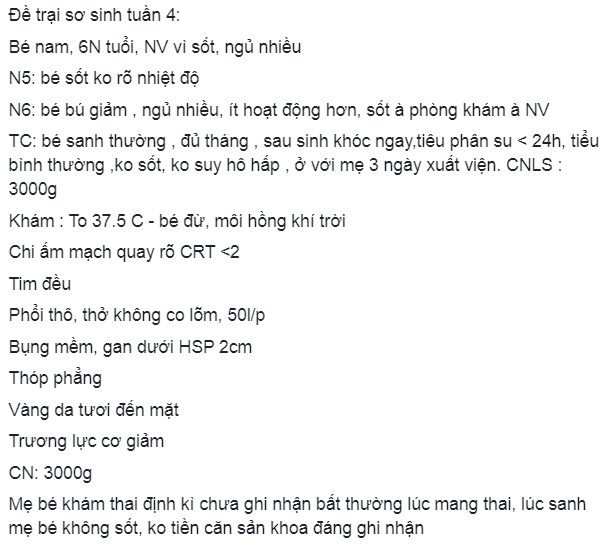 Đề trại sơ sinh tuần 4:
Bé nam, 6N tuổi, NV vì sốt, ngủ nhiều
N5: bé sốt ko rõ nhiệt độ
N6: bé bú giảm , ngủ nhiều, ít hoạt động hơn, sốt à phòng khám à NV
TC: bé sanh thường , đủ tháng , sau sinh khóc ngay,tiêu phân su < 24h, tiểu
bình thường ,ko sốt, ko suy hô hấp , ở với mẹ 3 ngày xuất viện. CNLS :
3000g
Khám : To 37.5 C - bé đừ, môi hồng khí trời
Chi ấm mạch quay rõ CRT <2
Tim đều
Phổi thô, thở không co lõm, 50l/p
Bụng mềm, gan dưới HSP 2cm
Thóp phẳng
Vàng da tươi đến mặt
Trương lực cơ giảm
CN: 3000g
Mẹ bé khám thai định kì chưa ghi nhận bất thường lúc mang thai, lúc sanh
mẹ bé không sốt, ko tiền căn sản khoa đáng ghi nhận